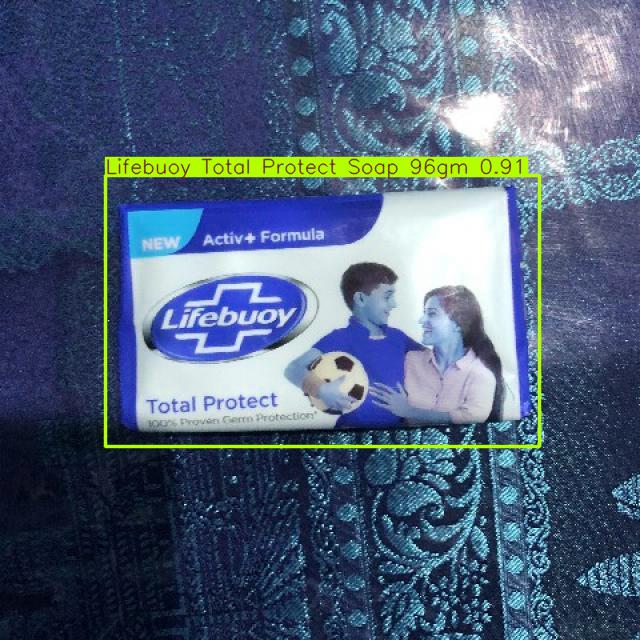 Lifebuoy Total Protect Soap 96gm 0.91
NEW Activ+ Formula
Lifebuoy
Total Protect
100% Proven Germ Protection*